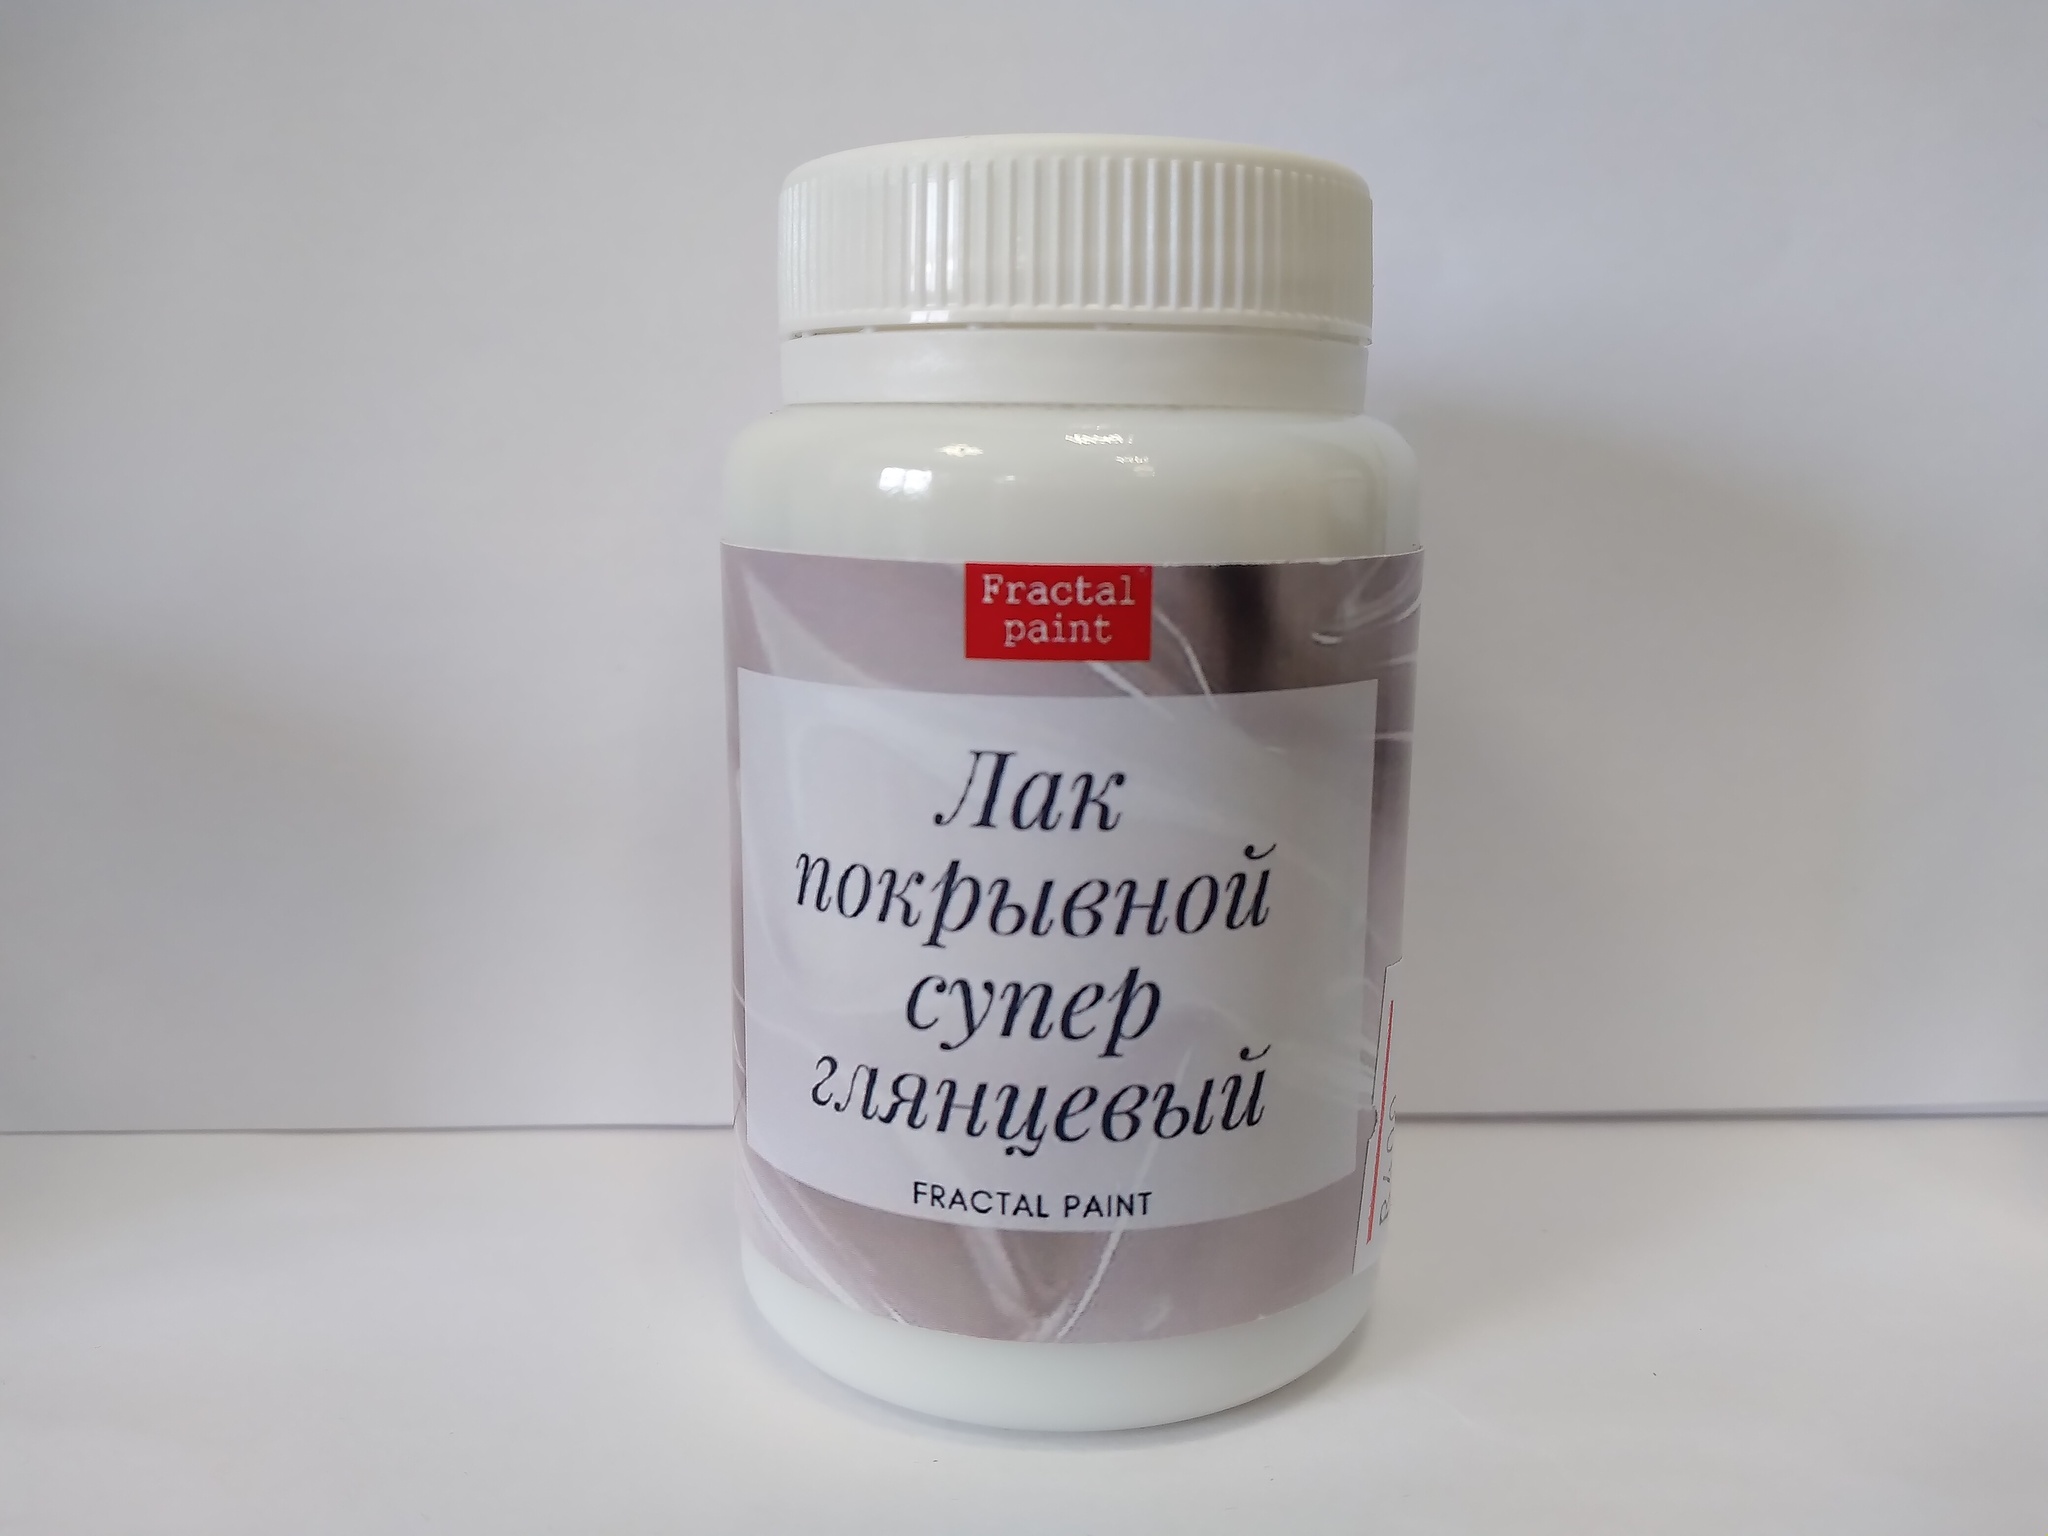 Fractal
paint
Лак
покрывной
супер
глянцевый
FRACTAL PAINT